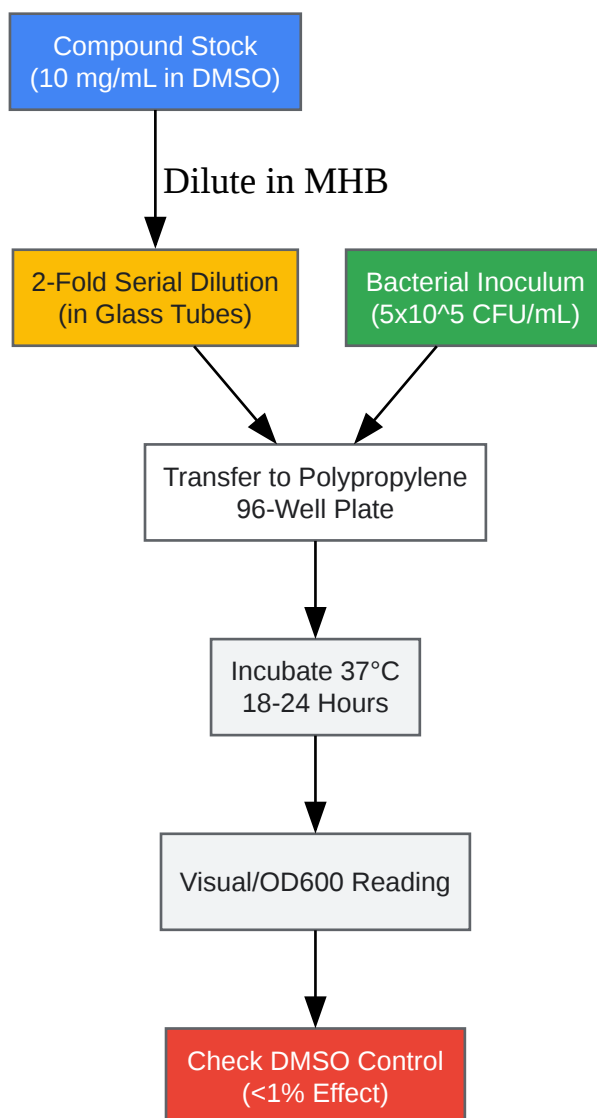 Compound Stock
(10 mg/mL in DMSO)
Dilute in MHB
2-Fold Serial Dilution
(in Glass Tubes)
Bacterial Inoculum
(5x10^5 CFU/mL)
Transfer to Polypropylene
96-Well Plate
Incubate 37°C
18-24 Hours
Visual/OD600 Reading
Check DMSO Control
(<1% Effect)